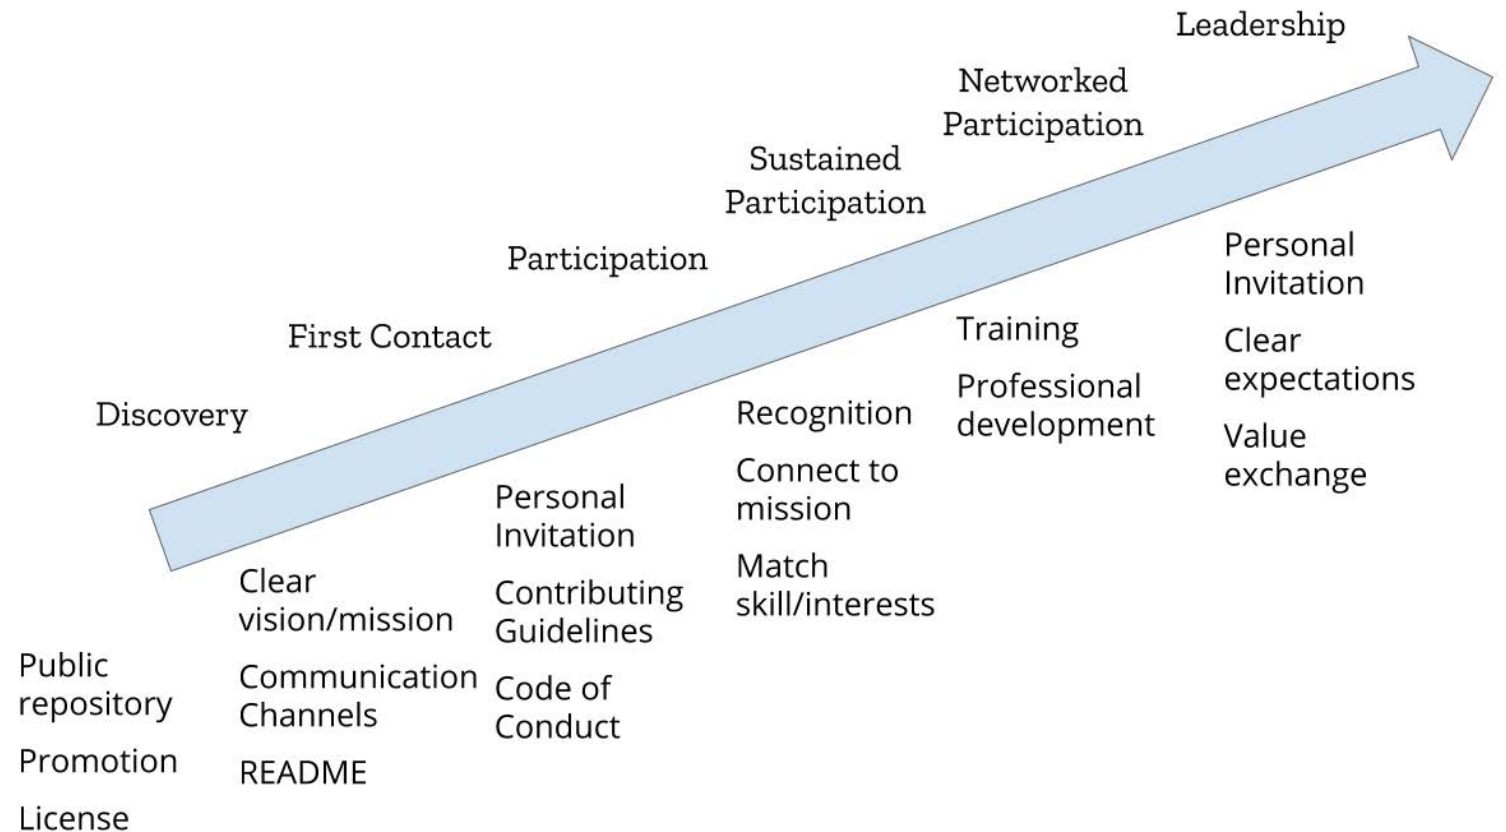 Leadership
Networked
Participation
Sustained
Participation
Participation
First Contact
Discovery
Public
repository
Promotion
License
Clear
vision/mission
Communication
Channels
README
Personal
Invitation
Contributing
Guidelines
Code of
Conduct
Recognition
Connect to
mission
Match
skill/interests
Training
Professional
development
Personal
Invitation
Clear
expectations
Value
exchange